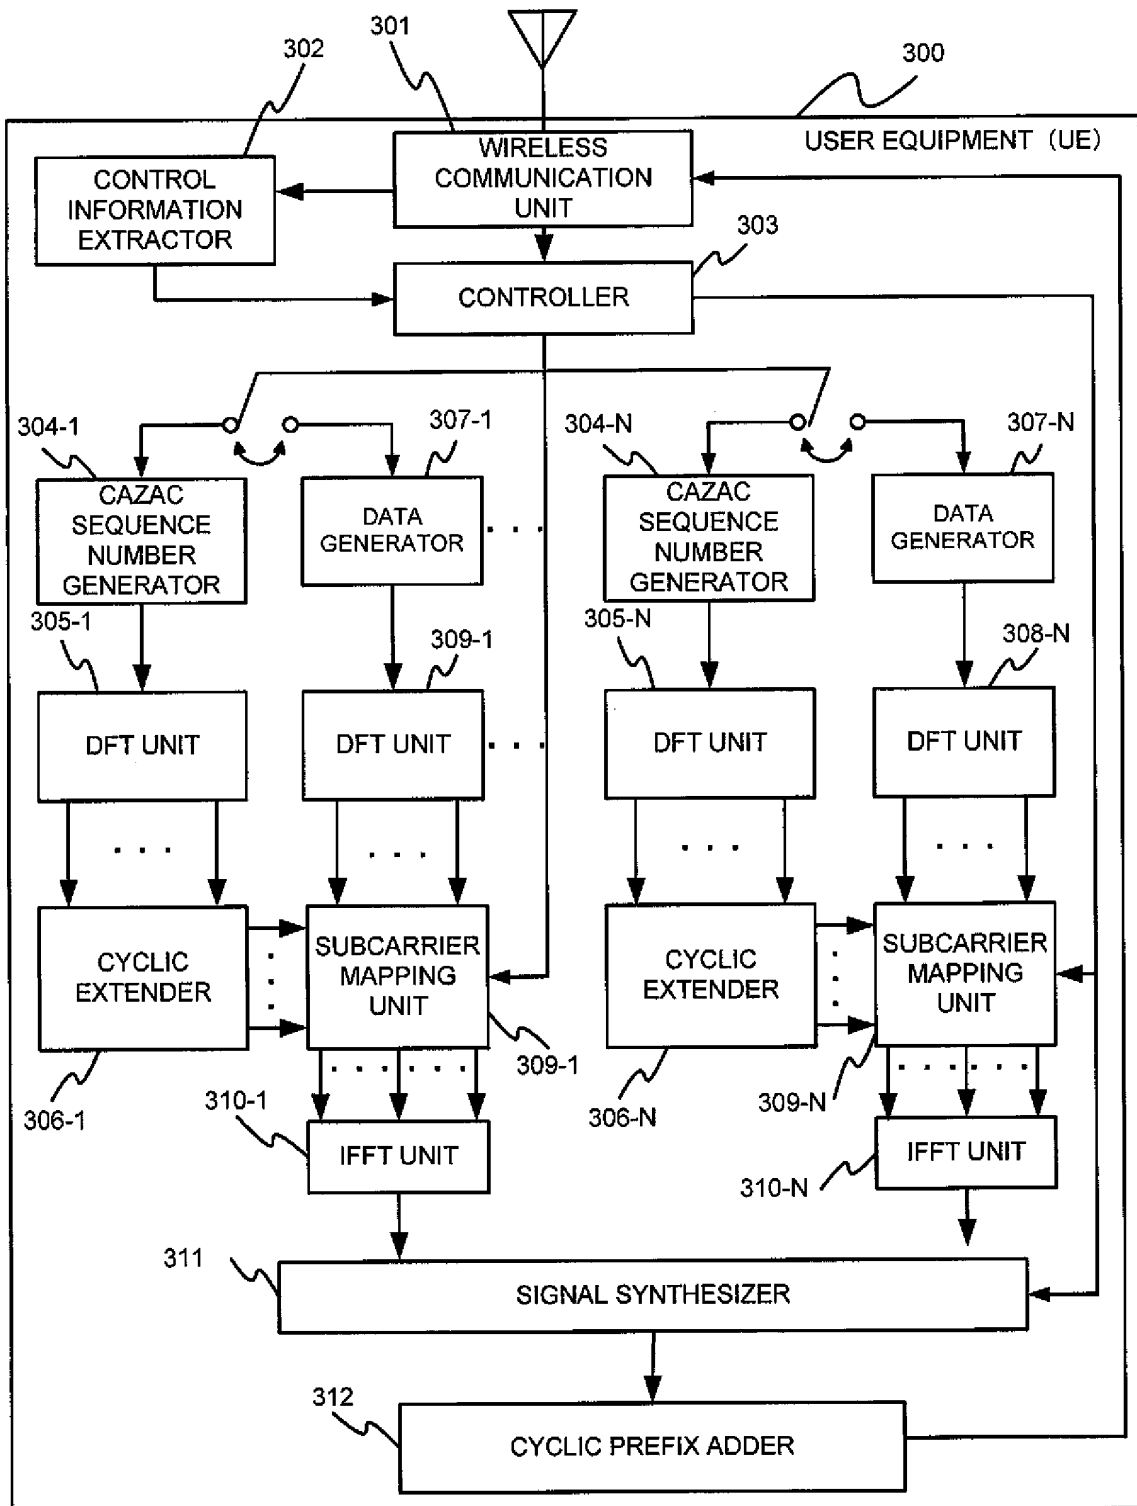 302
301
300
USER EQUIPMENT (UE)
WIRELESS
COMMUNICATION
UNIT
CONTROL
INFORMATION
EXTRACTOR
303
CONTROLLER
304-1
307-1
304-N
307-N
CAZAC
SEQUENCE
NUMBER
GENERATOR
DATA
GENERATOR
CAZAC
SEQUENCE
NUMBER
GENERATOR
DATA
GENERATOR
305-1
309-1
305-N
308-N
DFT UNIT
DFT UNIT
DFT UNIT
DFT UNIT
CYCLIC
EXTENDER
SUBCARRIER
MAPPING
UNIT
CYCLIC
EXTENDER
SUBCARRIER
MAPPING
UNIT
306-1
310-1
309-1
306-N
309-N
IFFT UNIT
310-N
IFFT UNIT
311
SIGNAL SYNTHESIZER
312
CYCLIC PREFIX ADDER